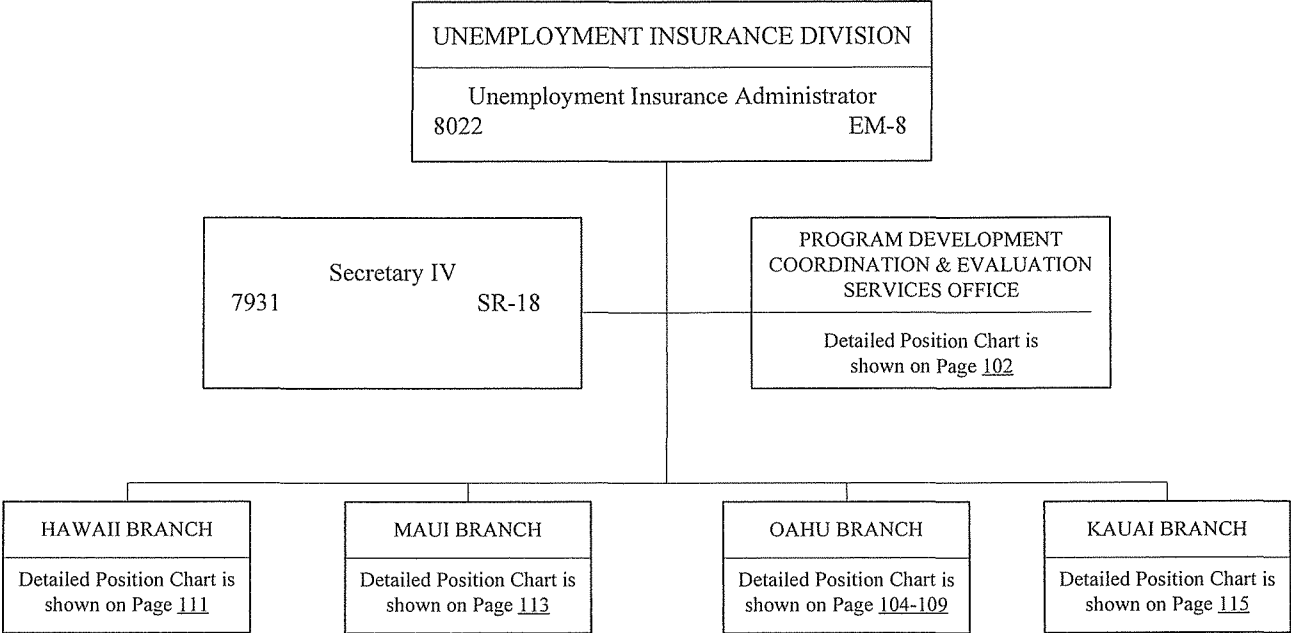 UNEMPLOYMENT INSURANCE DIVISION
Unemployment Insurance Administrator
8022 EM-8
Secretary IV
7931 SR-18
PROGRAM DEVELOPMENT
COORDINATION & EVALUATION
SERVICES OFFICE
Detailed Position Chart is
shown on Page 102
HAWAII BRANCH
Detailed Position Chart is
shown on Page 111
MAUI BRANCH
Detailed Position Chart is
shown on Page 113
OAHU BRANCH
Detailed Position Chart is
shown on Page 104-109
KAUAI BRANCH
Detailed Position Chart is
shown on Page 115